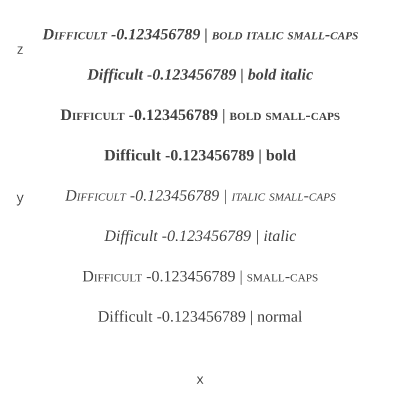 Difficult -0.123456789 | bold italic small-caps
z
Difficult -0.123456789 | bold italic
Difficult -0.123456789 | bold small-caps
Difficult -0.123456789 | bold
Difficult -0.123456789 | italic small-caps
y
Difficult -0.123456789 | italic
Difficult -0.123456789 | small-caps
Difficult -0.123456789 | normal
x